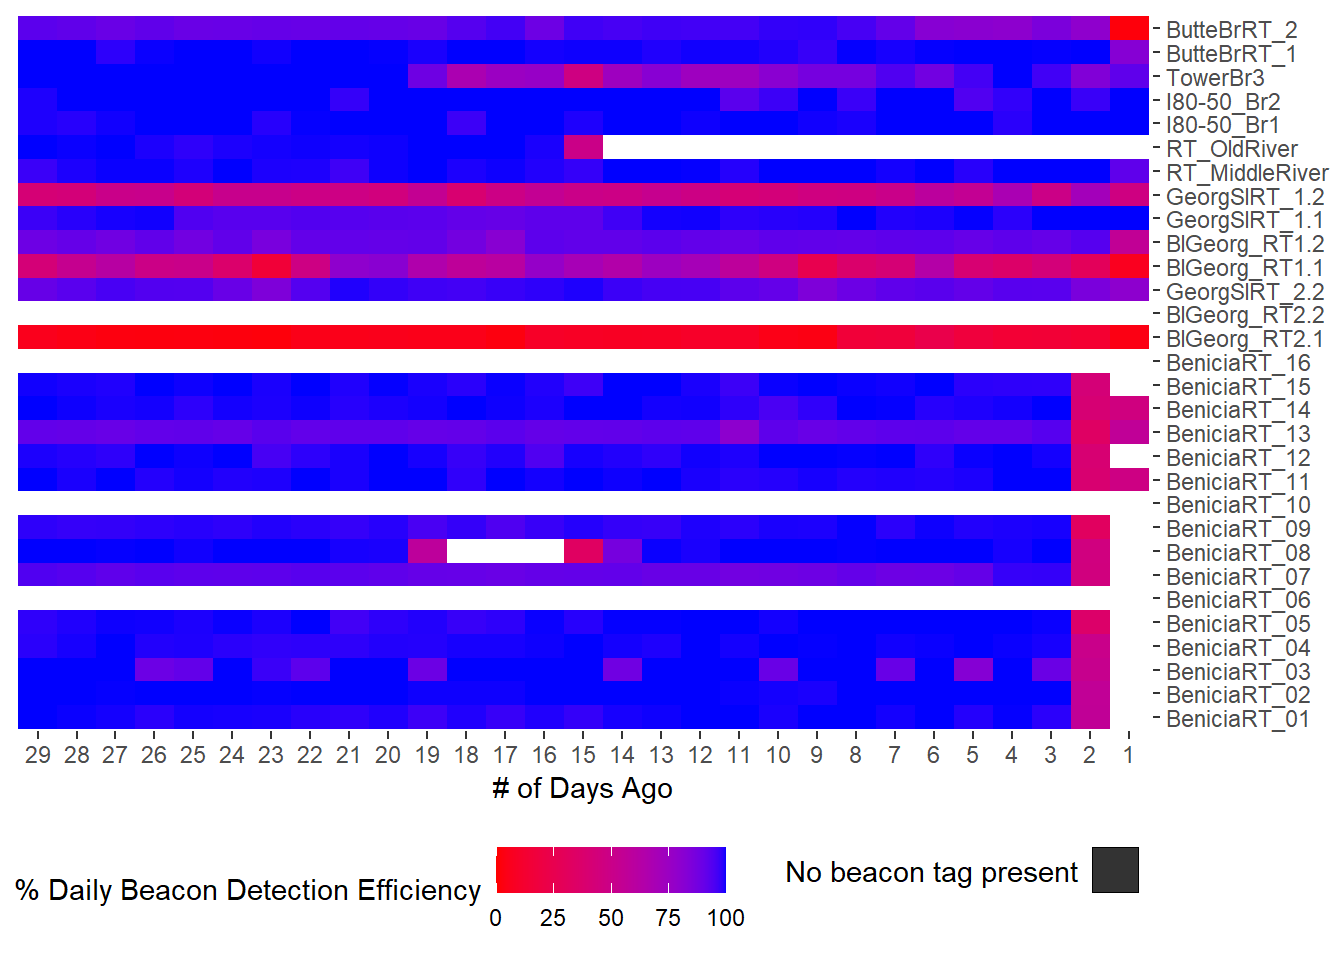 ButteBrRT_2
ButteBrRT_1
TowerBr3
I80-50_Br2
I80-50_Br1
RT_OldRiver
RT_MiddleRiver
GeorgSlRT_1.2
GeorgSlRT_1.1
BlGeorg_RT1.2
BlGeorg_RT1.1
GeorgSlRT_2.2
BlGeorg_RT2.2
BlGeorg_RT2.1
BeniciaRT_16
BeniciaRT_15
BeniciaRT_14
BeniciaRT_13
BeniciaRT_12
BeniciaRT_11
BeniciaRT_10
BeniciaRT_09
BeniciaRT_08
BeniciaRT_07
BeniciaRT_06
BeniciaRT_05
BeniciaRT_04
BeniciaRT_03
BeniciaRT_02
BeniciaRT_01
29 28 27 26 25 24 23 22 21 20 19 18 17 16 15 14 13 12 11 10 9 8 7 6 5 4 3 2 1
# of Days Ago
% Daily Beacon Detection Efficiency
0 25 50 75 100
No beacon tag present